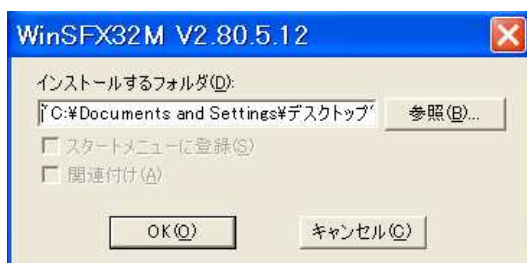 WinSFX32M V2.80.5.12
インストールするフォルダ(D):
"C:¥Documents and Settings¥デスクトップ"
参照(B)...
スタートメニューに登録(S)
関連付け(A)
OK(O)
キャンセル(C)